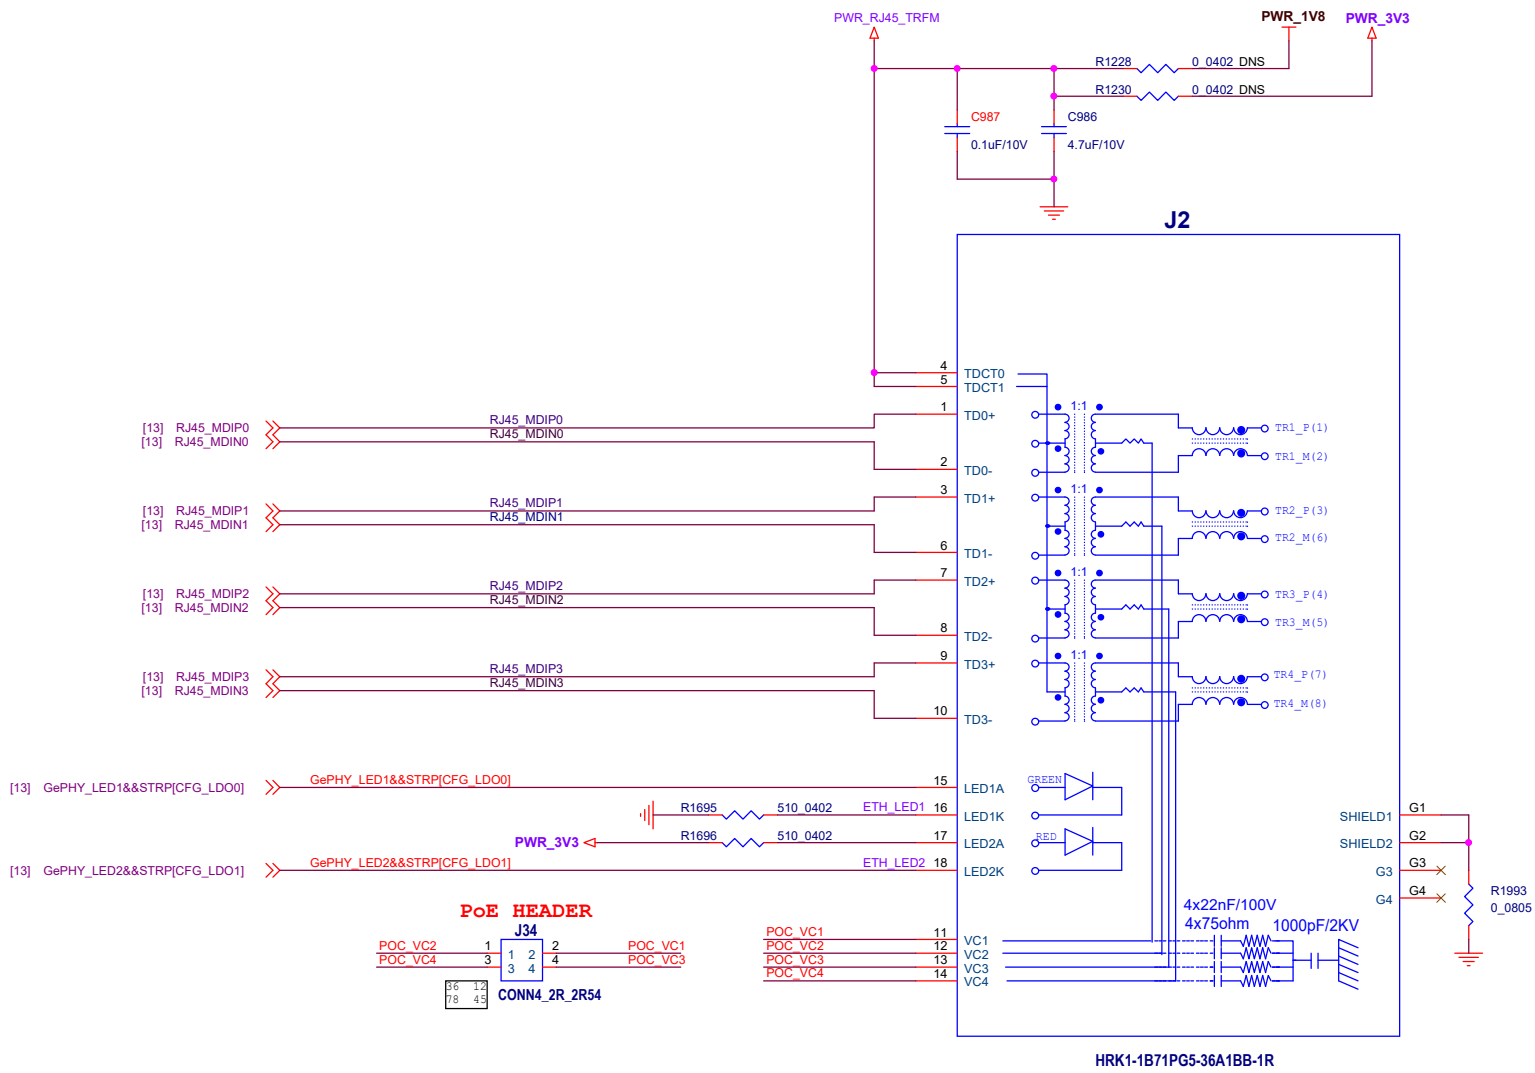 PWR_RJ45_TRFM
PWR_1V8
PWR_3V3
R1228
0_0402
DNS
R1230
0_0402
DNS
C987
0.1uF/10V
C986
4.7uF/10V
J2
4
TDCT0
5
TDCT1
1
TD0+
1:1
[13]
RJ45_MDIP0
RJ45_MDIP0
TR1_P(1)
[13]
RJ45_MDIN0
RJ45_MDIN0
TR1_M(2)
2
TD0-
3
TD1+
1:1
[13]
RJ45_MDIP1
RJ45_MDIP1
TR2_P(3)
[13]
RJ45_MDIN1
RJ45_MDIN1
TR2_M(6)
6
TD1-
7
TD2+
1:1
[13]
RJ45_MDIP2
RJ45_MDIP2
TR3_P(4)
[13]
RJ45_MDIN2
RJ45_MDIN2
TR3_M(5)
8
TD2-
9
TD3+
1:1
[13]
RJ45_MDIP3
RJ45_MDIP3
TR4_P(7)
[13]
RJ45_MDIN3
RJ45_MDIN3
TR4_M(8)
10
TD3-
[13]
GePHY_LED1&&STRP[CFG_LDO0]
GePHY_LED1&&STRP[CFG_LDO0]
15
LED1A
GREEN
R1695
510_0402
ETH_LED1
16
LED1K
PWR_3V3
R1696
510_0402
17
LED2A
RED
[13]
GePHY_LED2&&STRP[CFG_LDO1]
GePHY_LED2&&STRP[CFG_LDO1]
ETH_LED2
18
LED2K
SHIELD1
G1
SHIELD2
G2
G3
G3
G4
G4
R1993
0_0805
PoE HEADER
J34
POC_VC2
1
1 2
2
POC_VC1
POC_VC4
3
3 4
4
POC_VC3
36 12
78 45
CONN4_2R_2R54
4x22nF/100V
4x75ohm
1000pF/2KV
POC_VC1
11
VC1
POC_VC2
12
VC2
POC_VC3
13
VC3
POC_VC4
14
VC4
HRK1-1B71PG5-36A1BB-1R